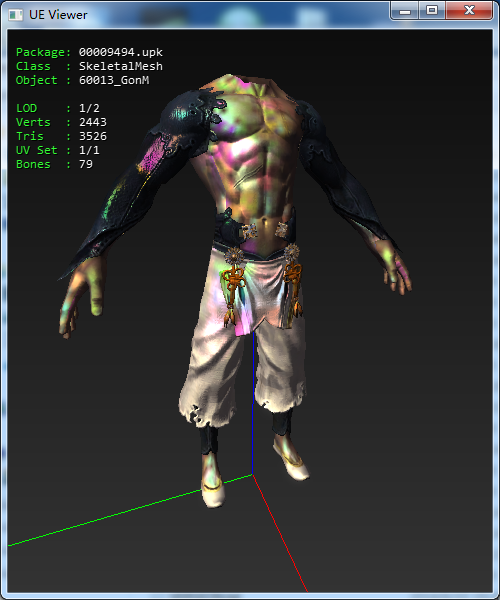 UE Viewer
Package: 00009494.upk
Class : SkeletalMesh
Object : 60013_GonM
LOD : 1/2
Verts : 2443
Tris : 3526
UV Set : 1/1
Bones : 79